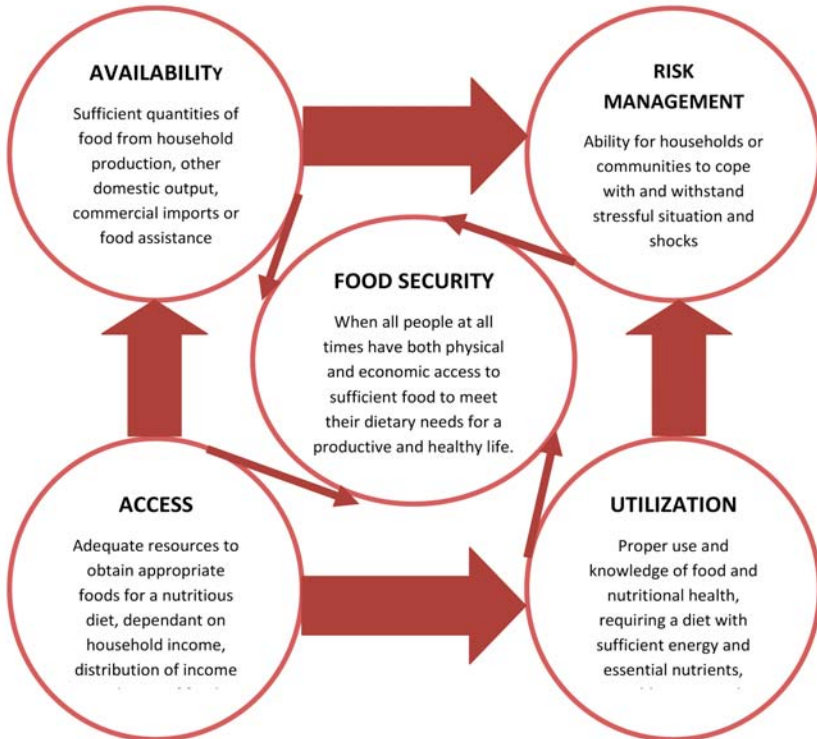 AVAILABILITY
Sufficient quantities of
food from household
production, other
domestic output,
commercial imports or
food assistance
RISK
MANAGEMENT
Ability for households or
communities to cope
with and withstand
stressful situation and
shocks
FOOD SECURITY
When all people at all
times have both physical
and economic access to
sufficient food to meet
their dietary needs for a
productive and healthy life.
ACCESS
Adequate resources to
obtain appropriate
foods for a nutritious
diet, dependant on
household income,
distribution of income
UTILIZATION
Proper use and
knowledge of food and
nutritional health,
requiring a diet with
sufficient energy and
essential nutrients,